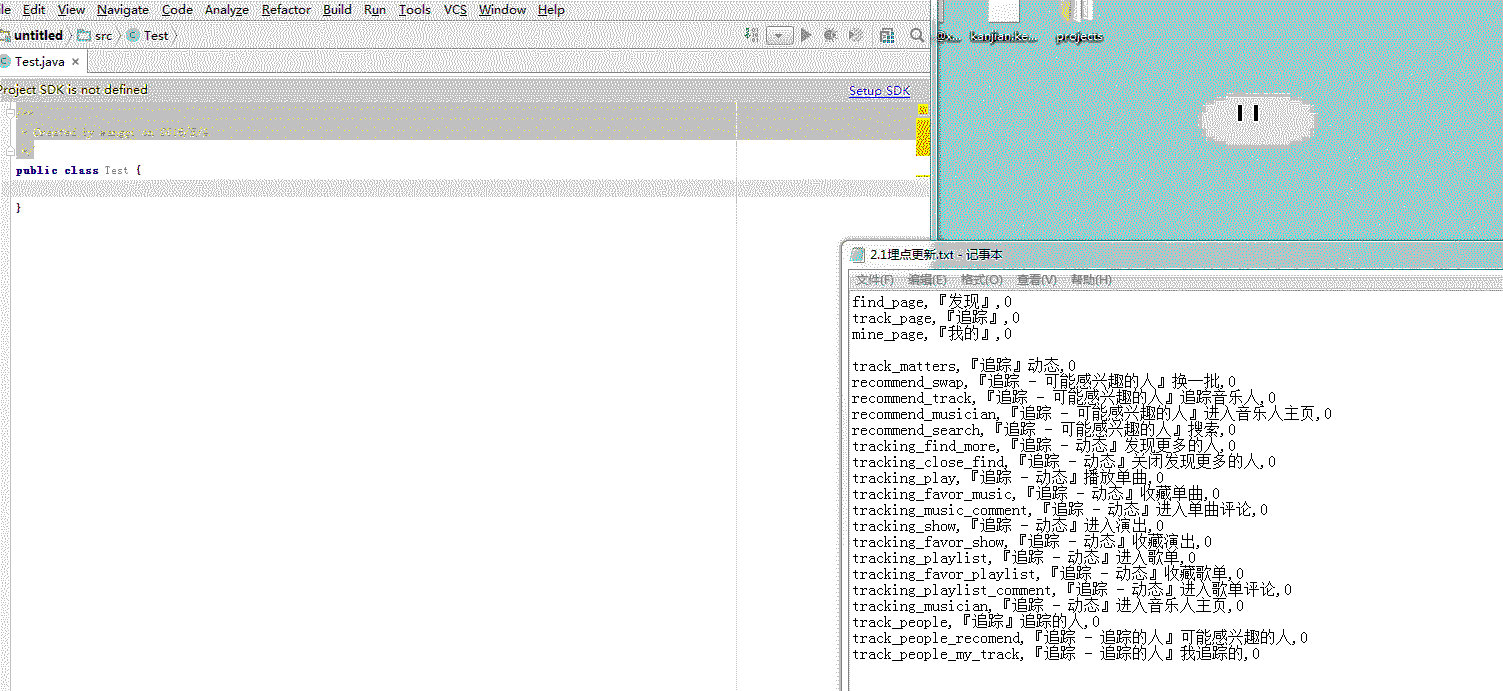 le Edit View Navigate Code Analyze Refactor Build Run Tools VCS Window Help
untitled src Test
Test.java
Project SDK is not defined Setup SDK
public class Test {
}
kanjian.ke... projects
2.1埋点更新.txt - 记事本
文件(F) 编辑(E) 格式(O) 查看(V) 帮助(H)
find_page,『发现』,0
track_page,『追踪』,0
mine_page,『我的』,0
track_matters,『追踪』动态,0
recommend_swap,『追踪 - 可能感兴趣的人』换一批,0
recommend_track,『追踪 - 可能感兴趣的人』追踪音乐人,0
recommend_musician,『追踪 - 可能感兴趣的人』进入音乐人主页,0
recommend_search,『追踪 - 可能感兴趣的人』搜索,0
tracking_find_more,『追踪 - 动态』发现更多的人,0
tracking_close_find,『追踪 - 动态』关闭发现更多的人,0
tracking_play,『追踪 - 动态』播放单曲,0
tracking_favor_music,『追踪 - 动态』收藏单曲,0
tracking_music_comment,『追踪 - 动态』进入单曲评论,0
tracking_show,『追踪 - 动态』进入演出,0
tracking_favor_show,『追踪 - 动态』收藏演出,0
tracking_playlist,『追踪 - 动态』进入歌单,0
tracking_favor_playlist,『追踪 - 动态』收藏歌单,0
tracking_playlist_comment,『追踪 - 动态』进入歌单评论,0
tracking_musician,『追踪 - 动态』进入音乐人主页,0
track_people,『追踪』追踪的人,0
track_people_recomend,『追踪 - 追踪的人』可能感兴趣的人,0
track_people_my_track,『追踪 - 追踪的人』我追踪的,0